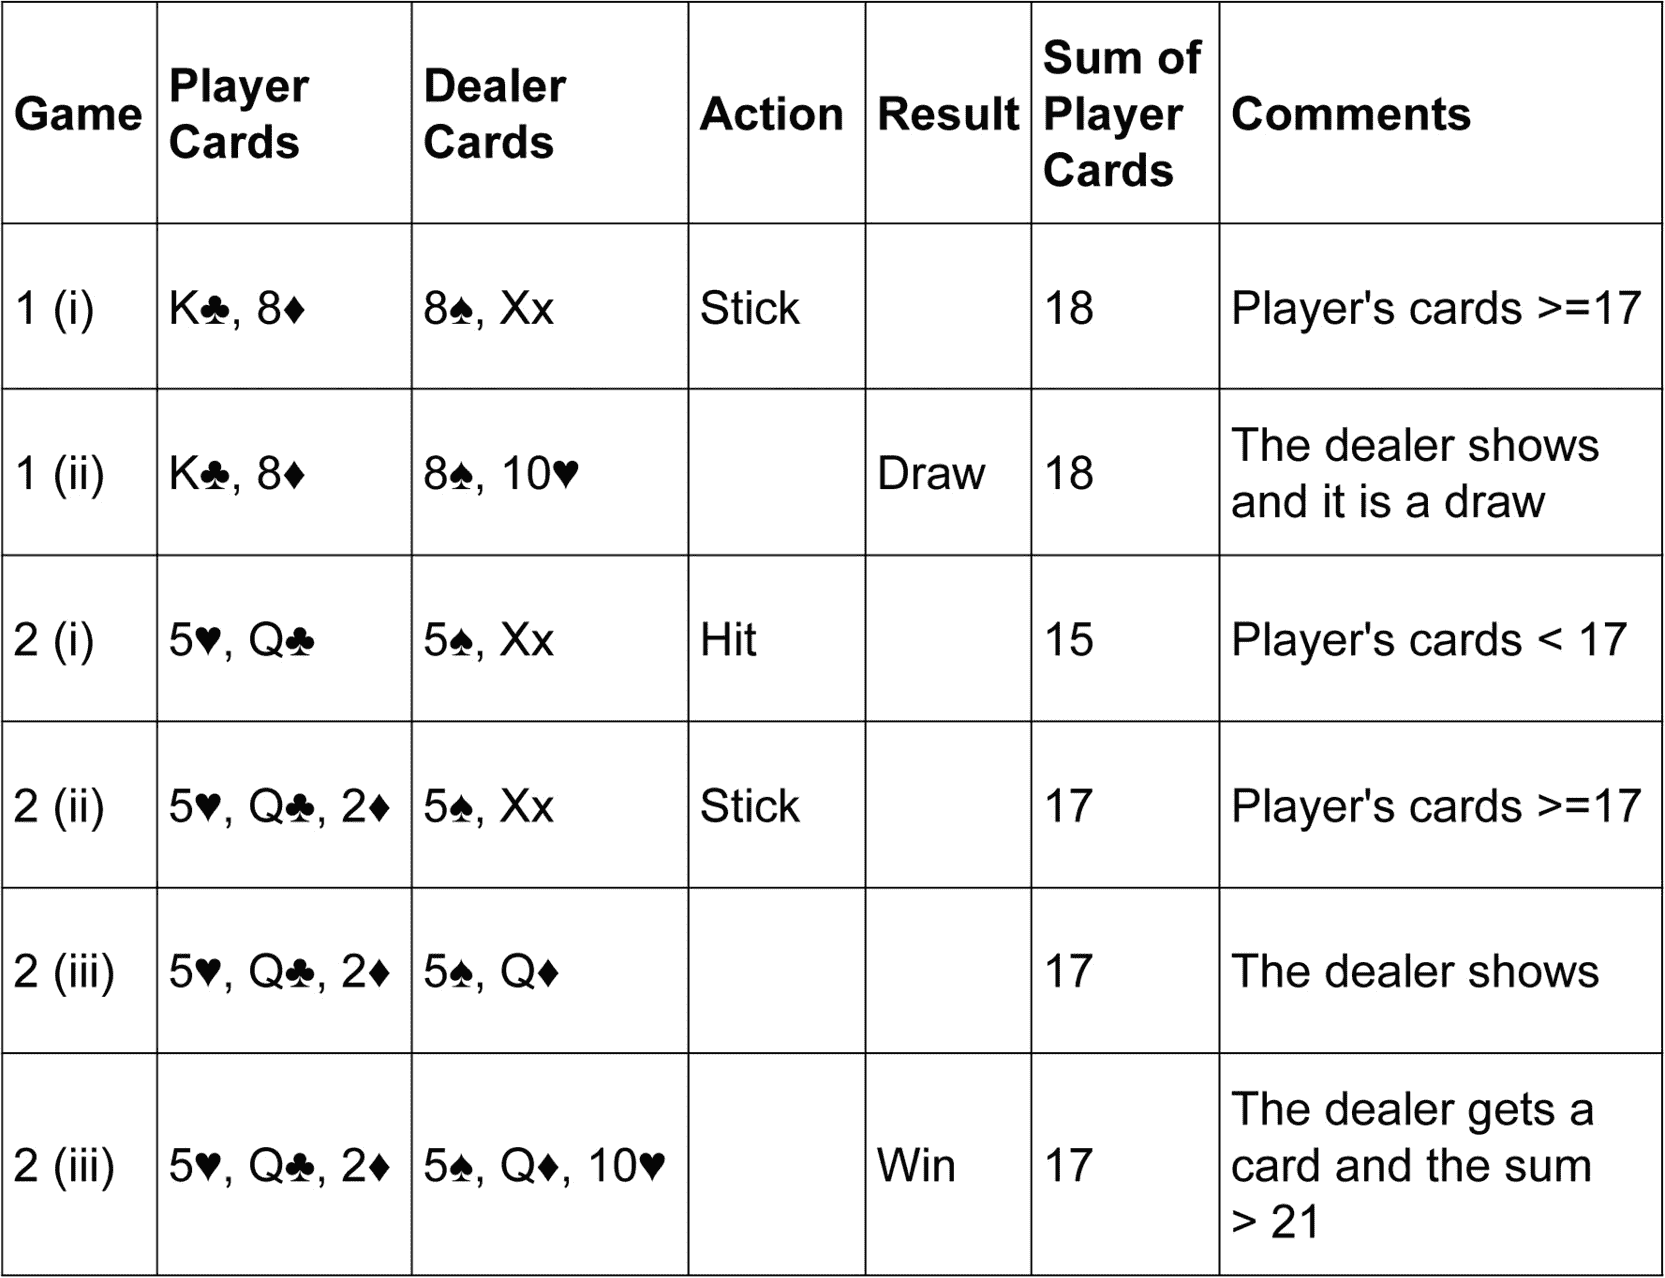 Game
Player
Cards
Dealer
Cards
Action
Result
Sum of
Player
Cards
Comments
1 (i)
K♣, 8♦
8♠, Xx
Stick
18
Player's cards >=17
1 (ii)
K♣, 8♦
8♠, 10♥
Draw
18
The dealer shows
and it is a draw
2 (i)
5♥, Q♣
5♠, Xx
Hit
15
Player's cards < 17
2 (ii)
5♥, Q♣, 2♦
5♠, Xx
Stick
17
Player's cards >=17
2 (iii)
5♥, Q♣, 2♦
5♠, Q♦
17
The dealer shows
2 (iii)
5♥, Q♣, 2♦
5♠, Q♦, 10♥
Win
17
The dealer gets a
card and the sum
> 21